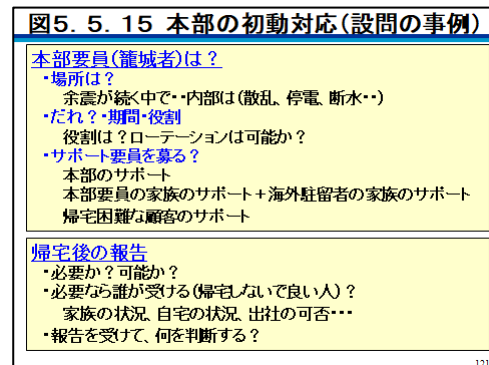 図5．5．15 本部の初動対応（設問の事例）
本部要員（籠城者）は？
・場所は？
余震が続く中で・・内部は（散乱、停電、断水・・）
・だれ？・期間・役割
役割は？ローテーションは可能か？
・サポート要員を募る？
本部のサポート
本部要員の家族のサポート＋海外駐留者の家族のサポート
帰宅困難な顧客のサポート
帰宅後の報告
・必要か？可能か？
・必要なら誰が受ける（帰宅しないで良い人）？
家族の状況、自宅の状況、出社の可否・・・
・報告を受けて、何を判断する？
121